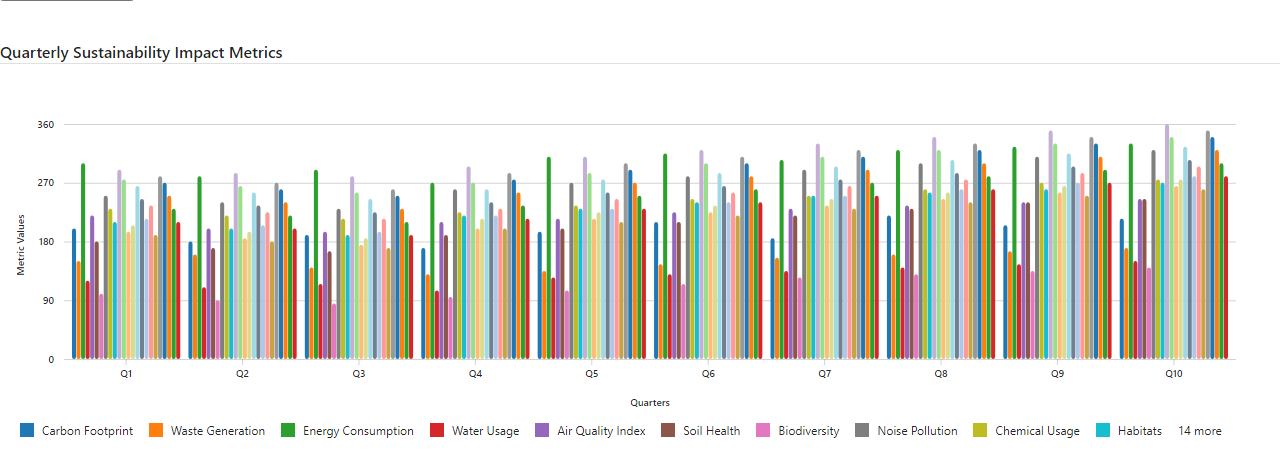 Quarterly Sustainability Impact Metrics
360
270
180
90
0
Metric Values
Q1 Q2 Q3 Q4 Q5 Q6 Q7 Q8 Q9 Q10
Quarters
Carbon Footprint Waste Generation Energy Consumption Water Usage Air Quality Index Soil Health Biodiversity Noise Pollution Chemical Usage Habitats 14 more